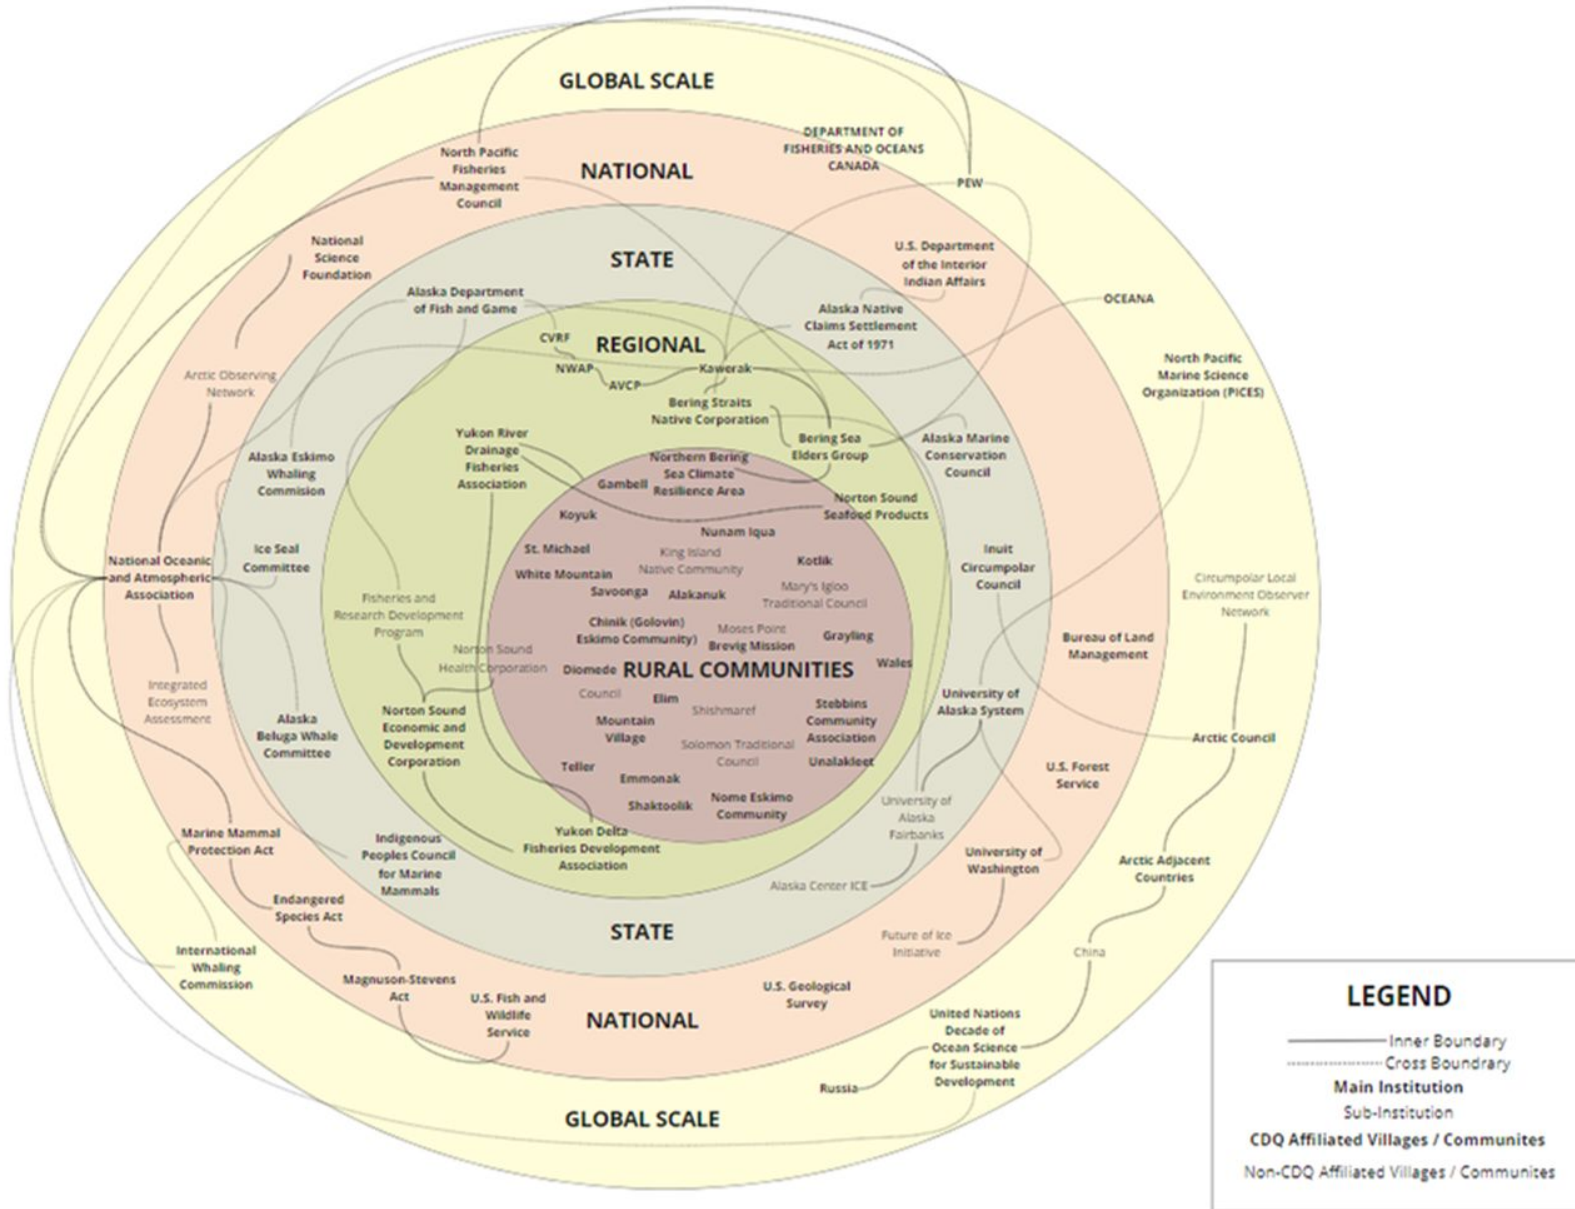 GLOBAL SCALE
NATIONAL
DEPARTMENT OF
FISHERIES AND OCEANS
CANADA
PEW
North Pacific
Fisheries
Management
Council
National
Science
Foundation
STATE
U.S. Department
of the Interior
Indian Affairs
OCEANA
Alaska Department
of Fish and Game
Alaska Native
Claims Settlement
Act of 1971
REGIONAL
CVRF
NWAP
AVCP
Kawerak
North Pacific
Marine Science
Organization (PICES)
Arctic Observing
Network
Bering Straits
Native Corporation
Yukon River
Drainage
Fisheries
Association
Bering Sea
Elders Group
Alaska Marine
Conservation
Council
Alaska Eskimo
Whaling
Commision
Northern Bering
Sea Climate
Resilience Area
Gambell
Norton Sound
Seafood Products
Koyuk
Nunam Iqua
St. Michael
King Island
Native Community
Kotlik
Ice Seal
Committee
Inuit
Circumpolar
Council
National Oceanic
and Atmospheric
Association
White Mountain
Savoonga
Alakanuk
Mary's Igloo
Traditional Council
Circumpolar Local
Environment Observer
Network
Fisheries and
Research Development
Program
Chinik (Golovin)
Eskimo Community)
Moses Point
Brevig Mission
Grayling
Bureau of Land
Management
Norton Sound
Health Corporation
Diomede
RURAL COMMUNITIES
Wales
Integrated
Ecosystem
Assessment
Council
Elim
Shishmaref
Stebbins
Community
Association
University of
Alaska System
Alaska
Beluga Whale
Committee
Norton Sound
Economic and
Development
Corporation
Mountain
Village
Solomon Traditional
Council
Unalakleet
Arctic Council
Teller
Emmonak
U.S. Forest
Service
Shaktoolik
Nome Eskimo
Community
University of
Alaska
Fairbanks
Marine Mammal
Protection Act
Indigenous
Peoples Council
for Marine
Mammals
Yukon Delta
Fisheries Development
Association
University of
Washington
Arctic Adjacent
Countries
Alaska Center ICE
Endangered
Species Act
STATE
Future of Ice
Initiative
China
International
Whaling
Commission
Magnuson-Stevens
Act
U.S. Fish and
Wildlife
Service
NATIONAL
U.S. Geological
Survey
United Nations
Decade of
Ocean Science
for Sustainable
Development
Russia
GLOBAL SCALE
LEGEND
Inner Boundary
Cross Boundrary
Main Institution
Sub-Institution
CDQ Affiliated Villages / Communites
Non-CDQ Affiliated Villages / Communites